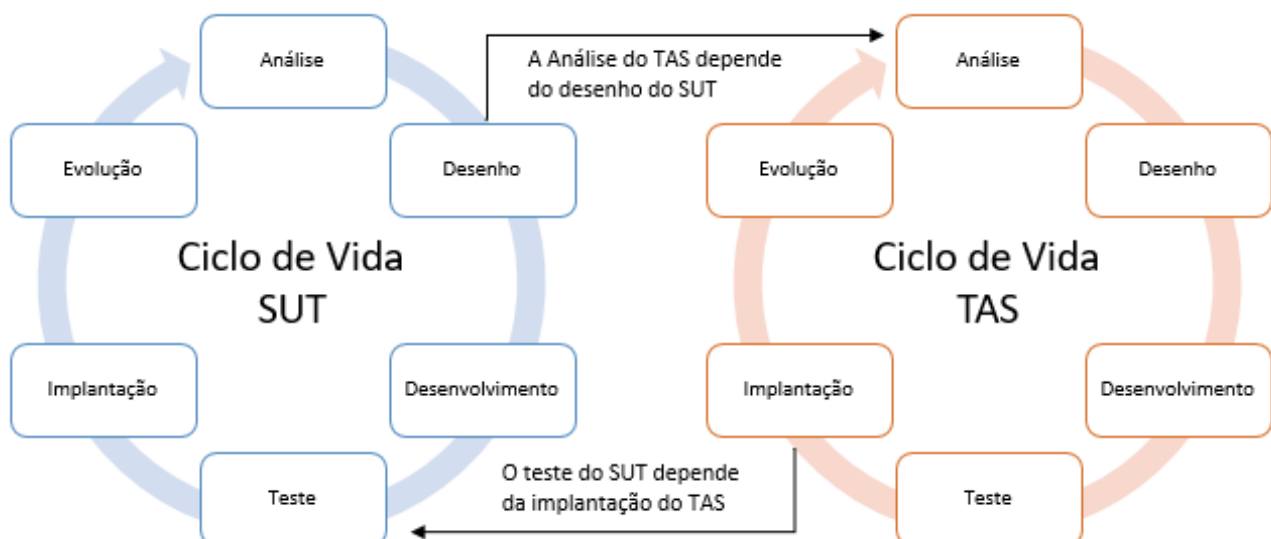 Análise
A Análise do TAS depende
do desenho do SUT
Análise
Evolução
Desenho
Evolução
Desenho
Ciclo de Vida
SUT
Ciclo de Vida
TAS
Implantação
Desenvolvimento
Implantação
Desenvolvimento
Teste
O teste do SUT depende
da implantação do TAS
Teste